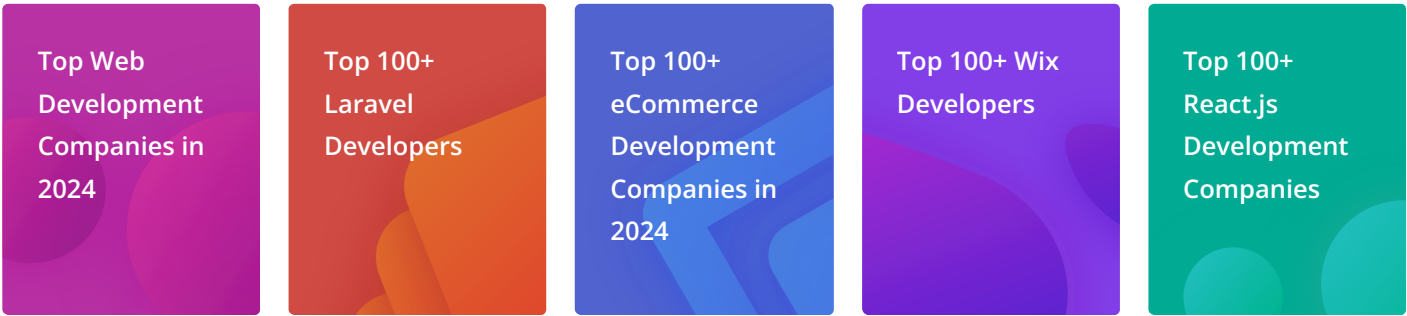 Top Web
Development
Companies in
2024
Top 100+
Laravel
Developers
Top 100+
eCommerce
Development
Companies in
2024
Top 100+ Wix
Developers
Top 100+
React.js
Development
Companies